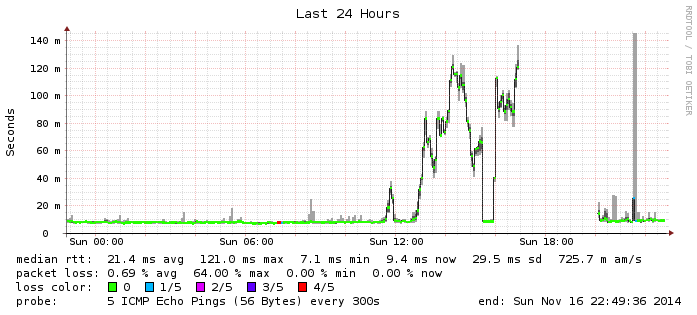 Last 24 Hours
RRDTOOL / TOBI OETIKER
Seconds
140 m
120 m
100 m
80 m
60 m
40 m
20 m
0
Sun 00:00 Sun 06:00 Sun 12:00 Sun 18:00
median rtt: 21.4 ms avg 121.0 ms max 7.1 ms min 9.4 ms now 29.5 ms sd 725.7 m am/s
packet loss: 0.69 % avg 64.00 % max 0.00 % min 0.00 % now
loss color: 0 1/5 2/5 3/5 4/5
probe: 5 ICMP Echo Pings (56 Bytes) every 300s end: Sun Nov 16 22:49:36 2014